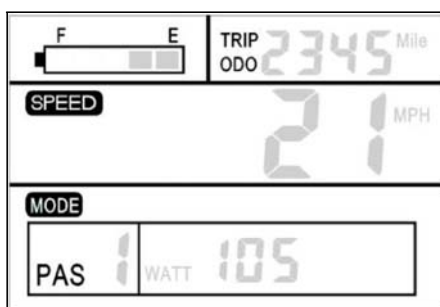 F E
TRIP 2345 Mile
ODO
SPEED
21 MPH
MODE
PAS 1 WATT 105